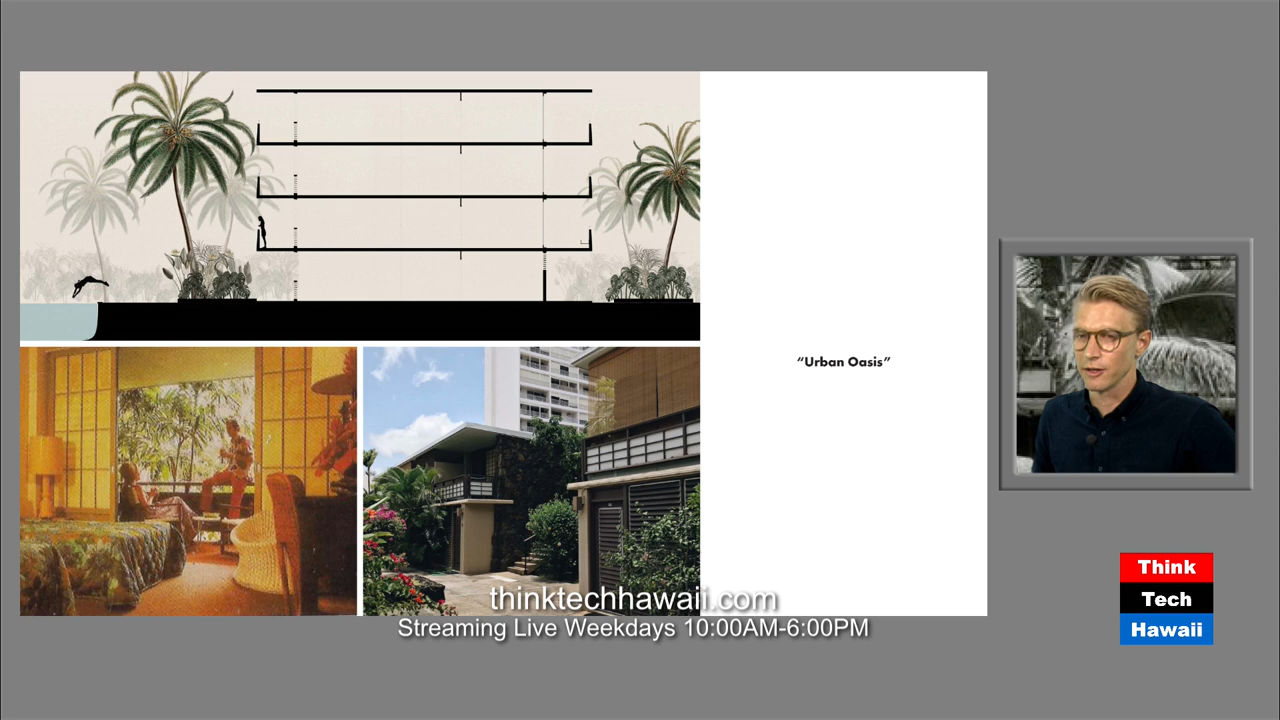 “Urban Oasis”
thinktechhawaii.com
Streaming Live Weekdays 10:00AM-6:00PM
Think
Tech
Hawaii